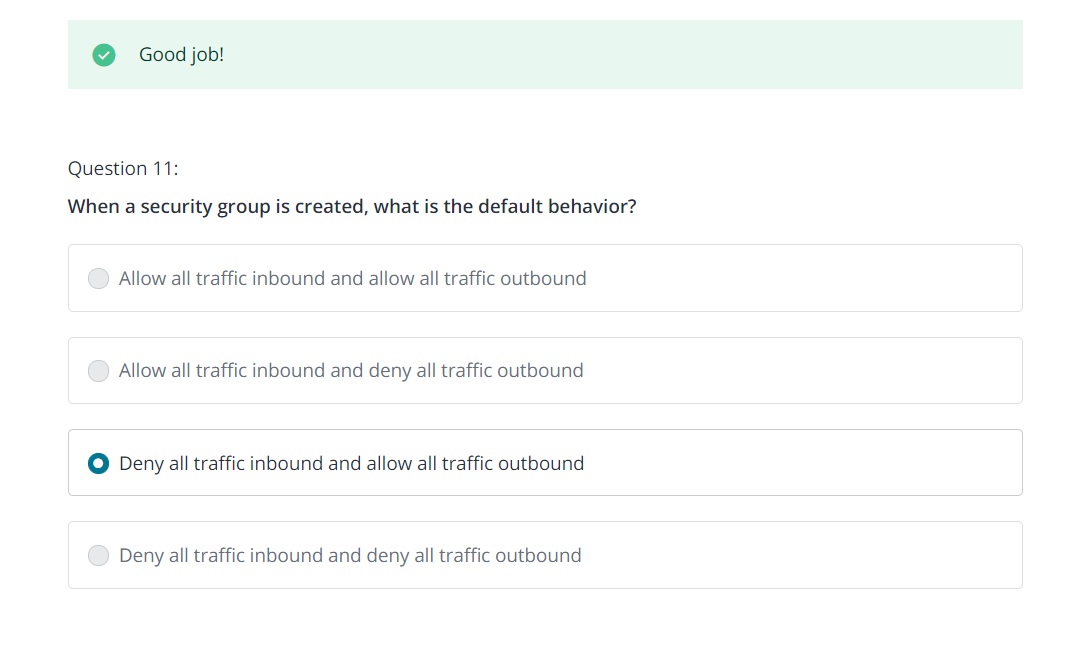 Good job!
Question 11:
When a security group is created, what is the default behavior?
Allow all traffic inbound and allow all traffic outbound
Allow all traffic inbound and deny all traffic outbound
Deny all traffic inbound and allow all traffic outbound
Deny all traffic inbound and deny all traffic outbound